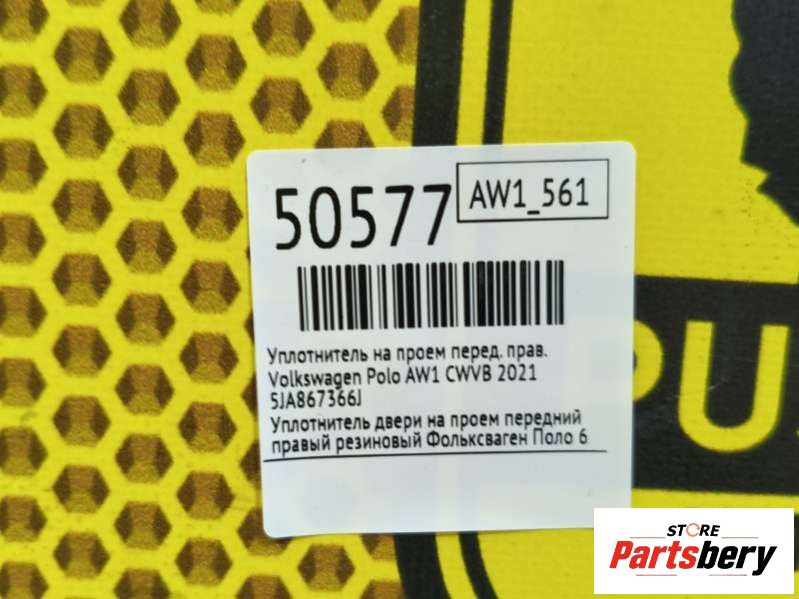 50577
AW1_561
Уплотнитель на проем перед. прав.
Volkswagen Polo AW1 CWVB 2021
5JA867366J
Уплотнитель двери на проем передний
правый резиновый Фольксваген Поло 6
PU
STORE
Partsbery